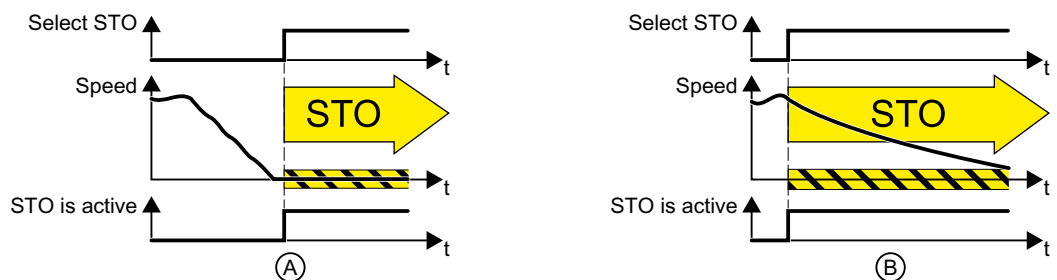 Select STO
t
Speed
STO
t
STO is active
t
A
Select STO
t
Speed
STO
t
STO is active
t
B